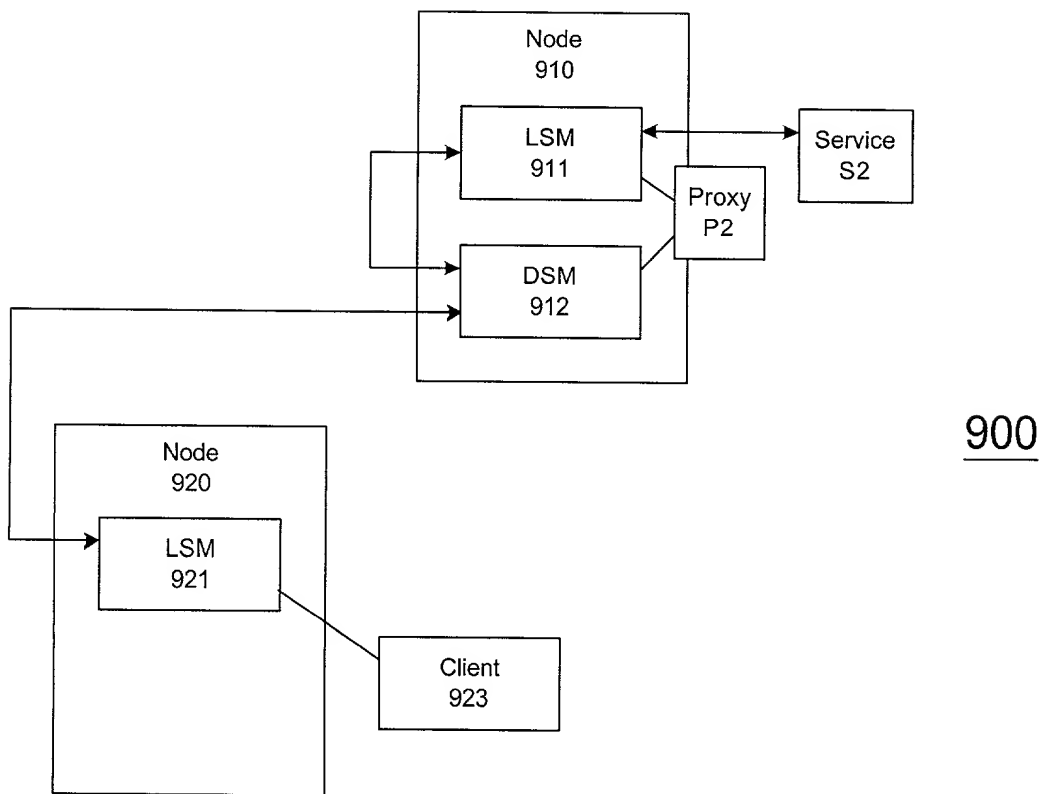 Node
910
LSM
911
Service
S2
Proxy
P2
DSM
912
900
Node
920
LSM
921
Client
923